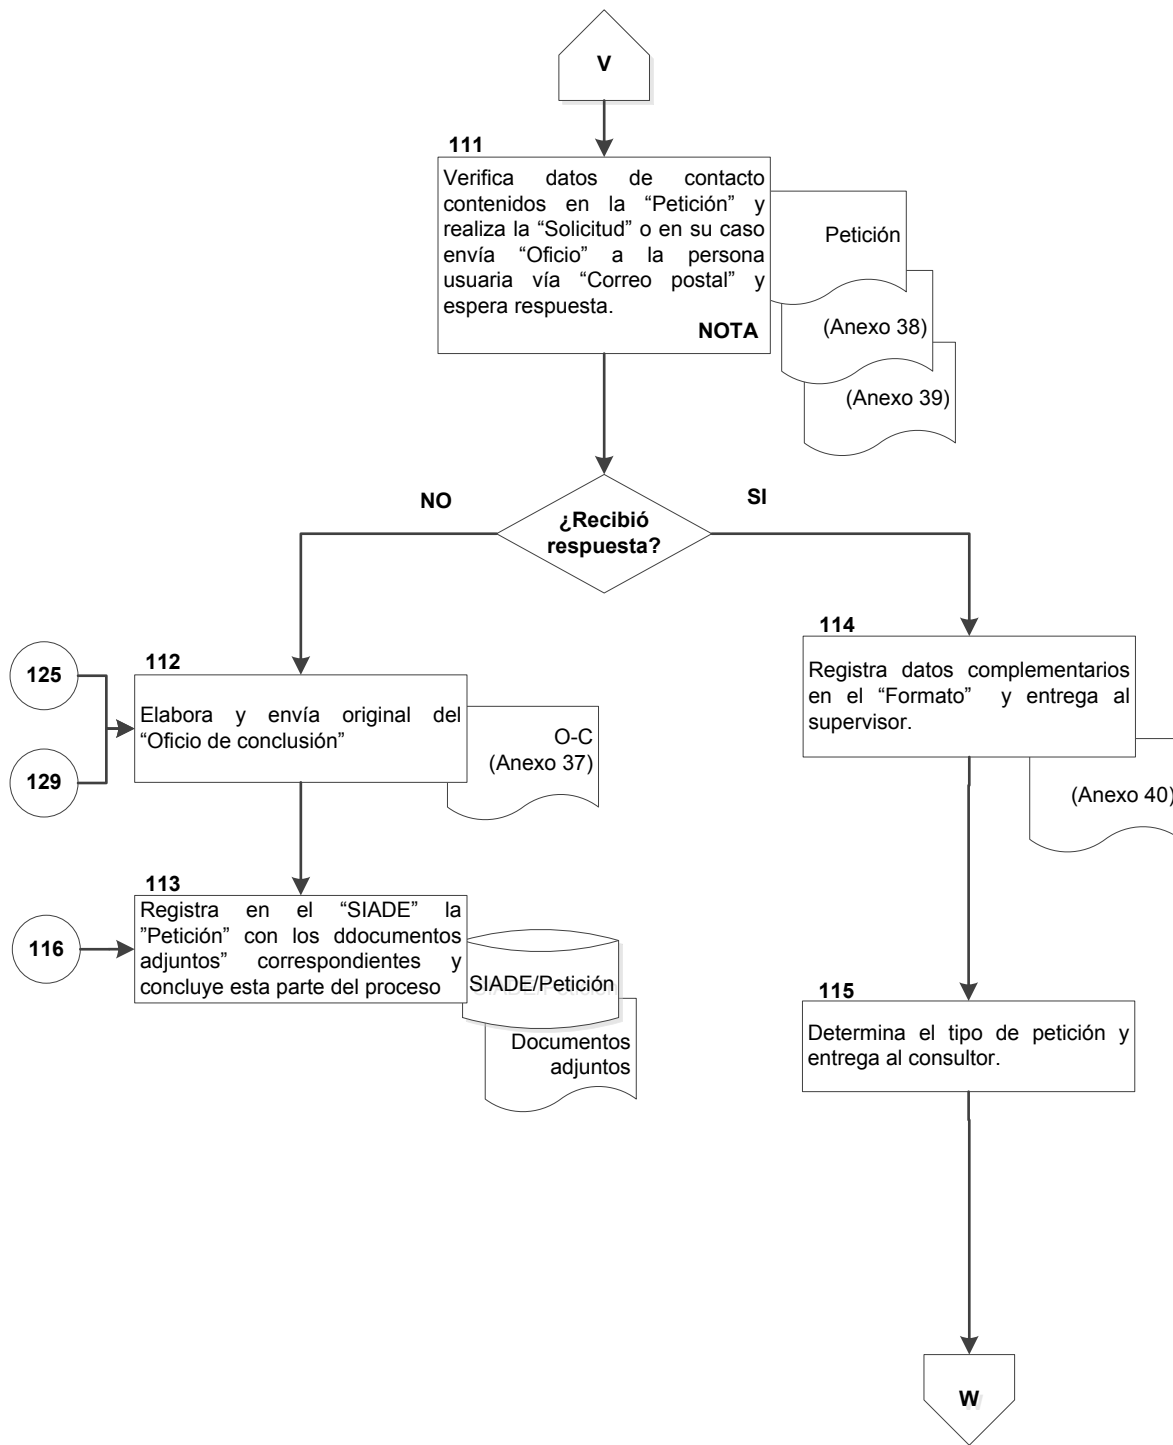 V
111
Verifica datos de contacto
contenidos en la “Petición” y
realiza la “Solicitud” o en su caso
envía “Oficio” a la persona
usuaria vía “Correo postal” y
espera respuesta.
NOTA
Petición
(Anexo 38)
(Anexo 39)
NO
SI
¿Recibió
respuesta?
125
129
112
Elabora y envía original del
“Oficio de conclusión”
O-C
(Anexo 37)
114
Registra datos complementarios
en el “Formato” y entrega al
supervisor.
(Anexo 40)
116
113
Registra en el “SIADE” la
”Petición” con los ddocumentos
adjuntos” correspondientes y
concluye esta parte del proceso
SIADE/Petición
Documentos
adjuntos
115
Determina el tipo de petición y
entrega al consultor.
W